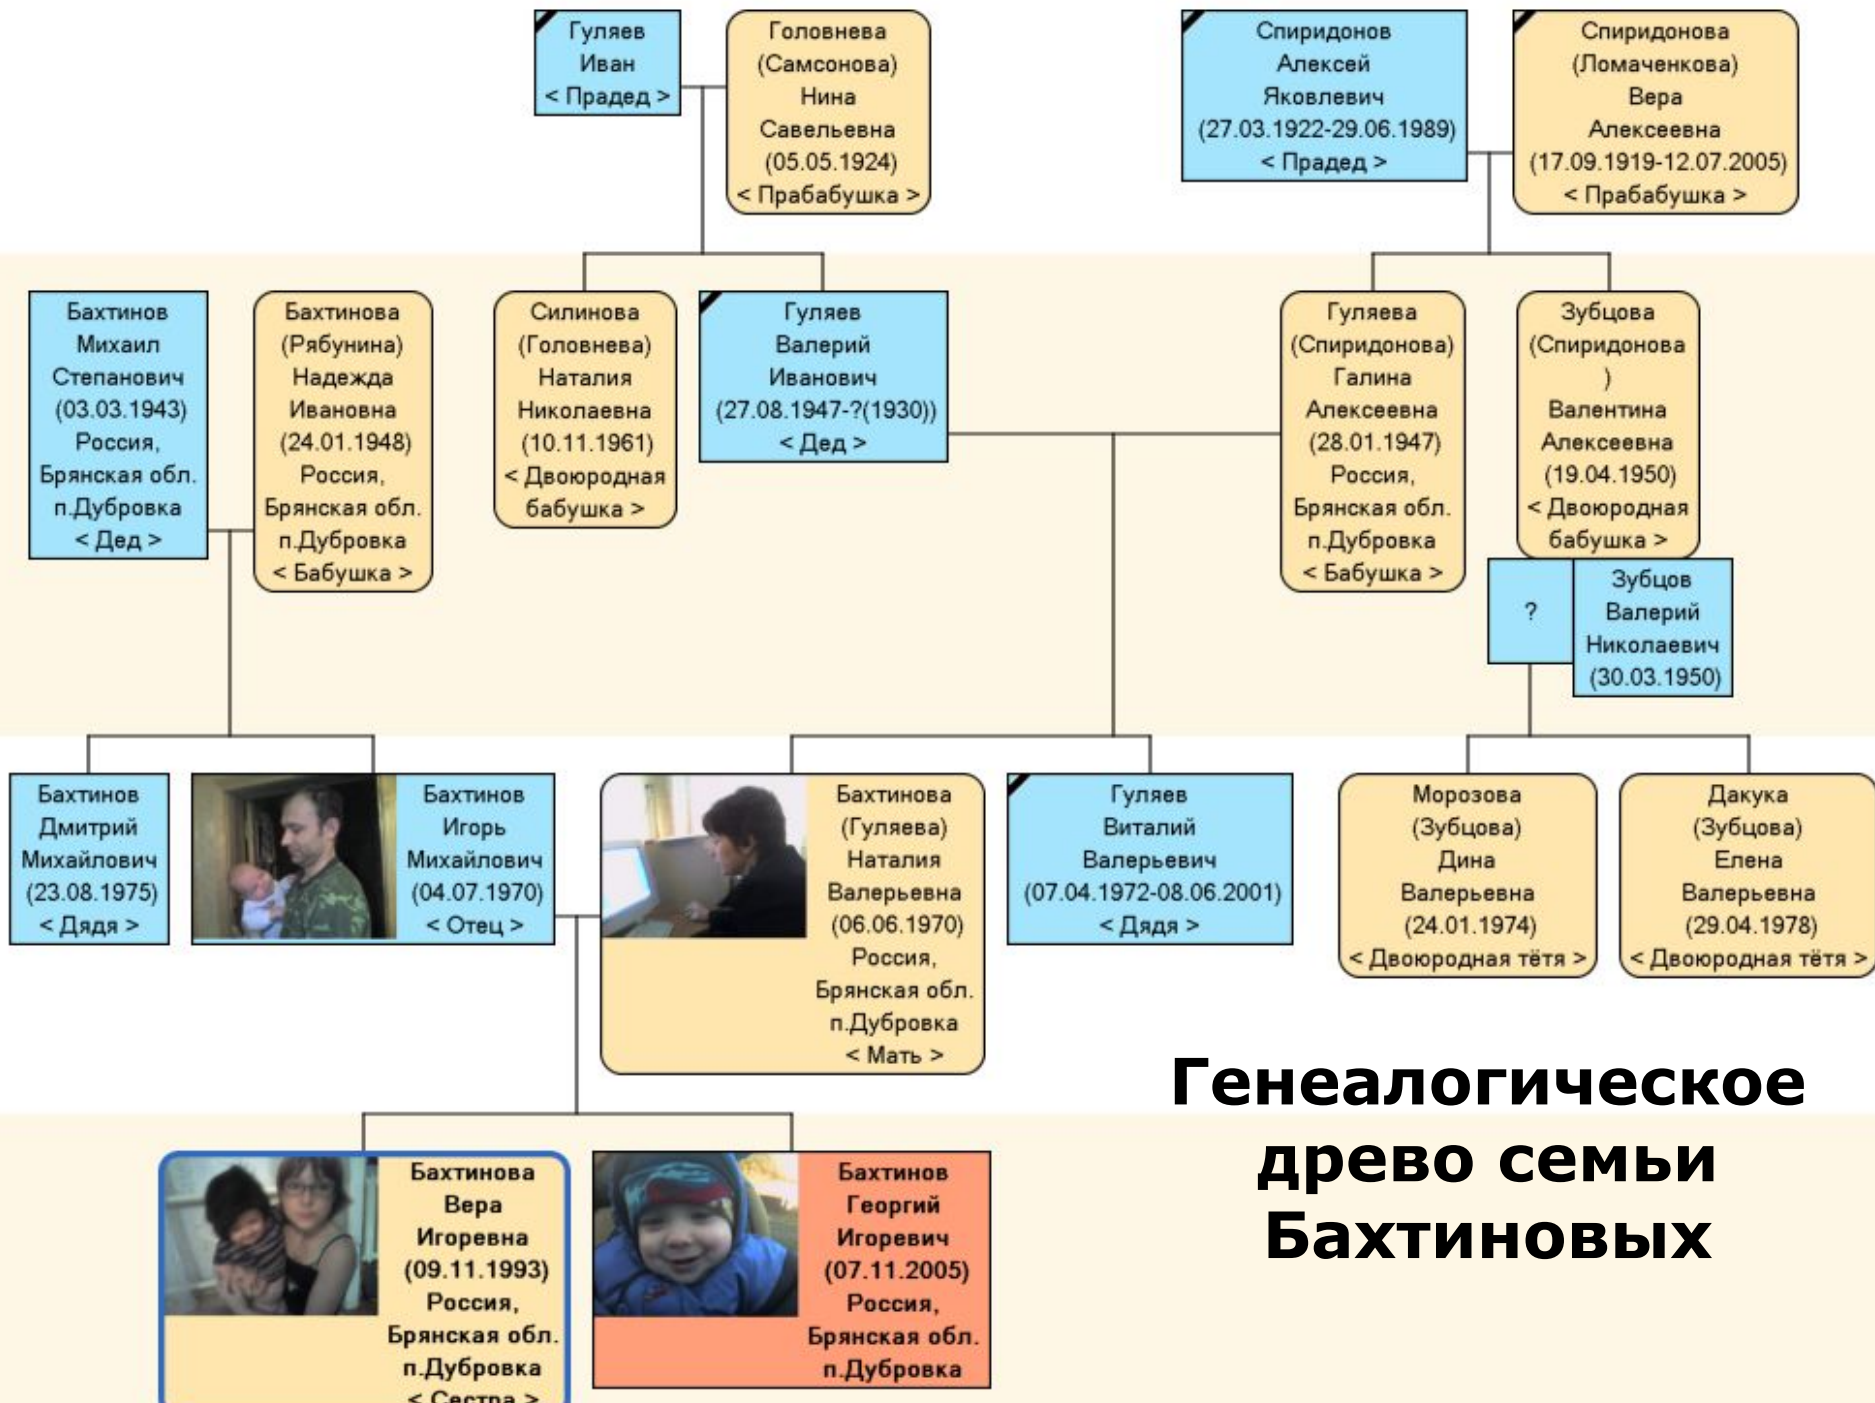 Гуляев
Иван
< Прадед >
Головнева
(Самсонова)
Нина
Савельевна
(05.05.1924)
< Прабабушка >
Спиридонов
Алексей
Яковлевич
(27.03.1922-29.06.1989)
< Прадед >
Спиридонова
(Ломаченкова)
Вера
Алексеевна
(17.09.1919-12.07.2005)
< Прабабушка >
Бахтинов
Михаил
Степанович
(03.03.1943)
Россия,
Брянская обл.
п.Дубровка
< Дед >
Бахтинова
(Рябунина)
Надежда
Ивановна
(24.01.1948)
Россия,
Брянская обл.
п.Дубровка
< Бабушка >
Силинова
(Головнева)
Наталия
Николаевна
(10.11.1961)
< Двоюродная
бабушка >
Гуляев
Валерий
Иванович
(27.08.1947-?(1930))
< Дед >
Гуляева
(Спиридонова)
Галина
Алексеевна
(28.01.1947)
Россия,
Брянская обл.
п.Дубровка
< Бабушка >
Зубцова
(Спиридонова
)
Валентина
Алексеевна
(19.04.1950)
< Двоюродная
бабушка >
?
Зубцов
Валерий
Николаевич
(30.03.1950)
Бахтинов
Дмитрий
Михайлович
(23.08.1975)
< Дядя >
Бахтинов
Игорь
Михайлович
(04.07.1970)
< Отец >
Бахтинова
(Гуляева)
Наталия
Валерьевна
(06.06.1970)
Россия,
Брянская обл.
п.Дубровка
< Мать >
Гуляев
Виталий
Валерьевич
(07.04.1972-08.06.2001)
< Дядя >
Морозова
(Зубцова)
Дина
Валерьевна
(24.01.1974)
< Двоюродная тётя >
Дакука
(Зубцова)
Елена
Валерьевна
(29.04.1978)
< Двоюродная тётя >
Генеалогическое
древо семьи
Бахтиновых
Бахтинова
Вера
Игоревна
(09.11.1993)
Россия,
Брянская обл.
п.Дубровка
< Сестра >
Бахтинов
Георгий
Игоревич
(07.11.2005)
Россия,
Брянская обл.
п.Дубровка